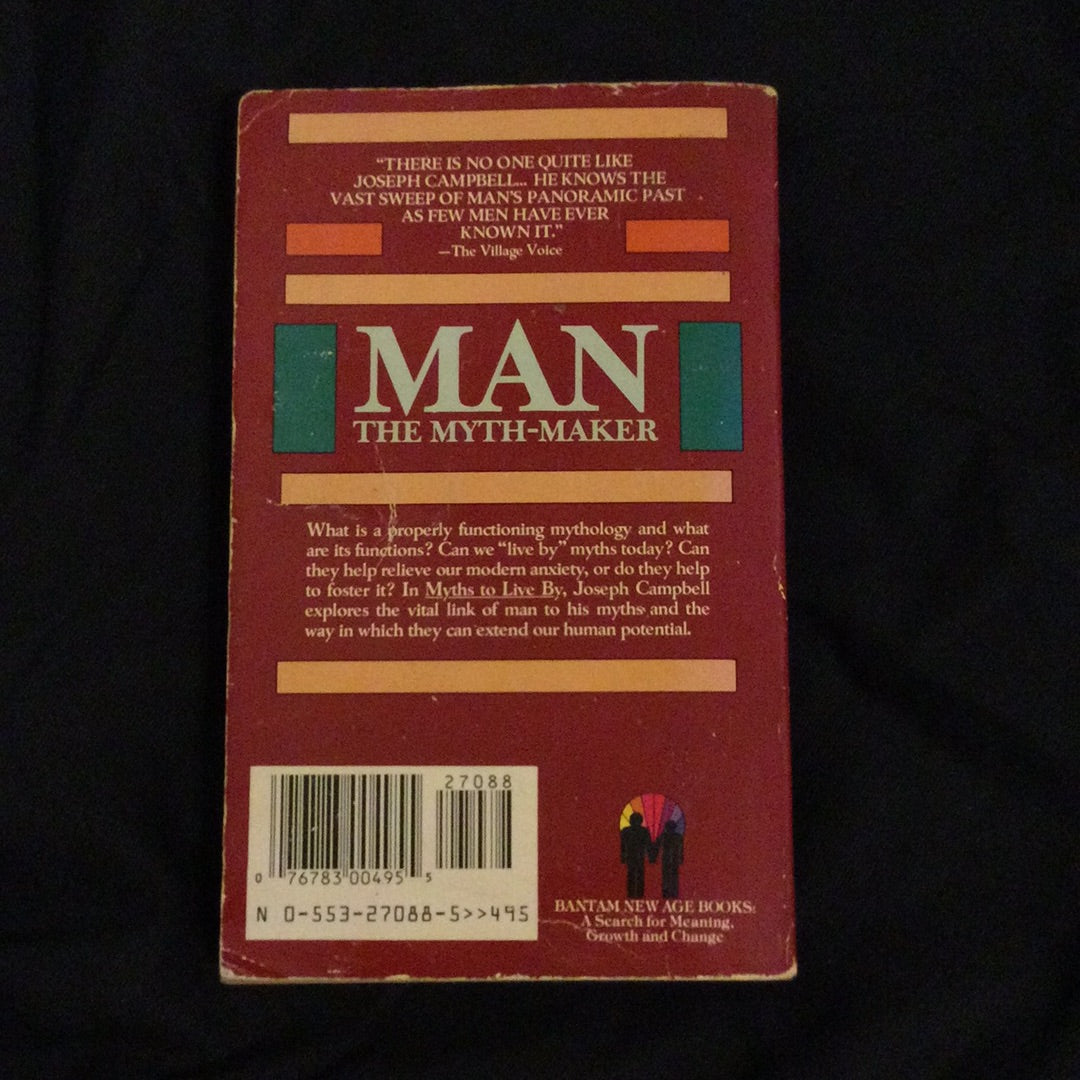 "THERE IS NO ONE QUITE LIKE
JOSEPH CAMPBELL... HE KNOWS THE
VAST SWEEP OF MAN'S PANORAMIC PAST
AS FEW MEN HAVE EVER
KNOWN IT."
—The Village Voice
MAN
THE MYTH-MAKER
What is a properly functioning mythology and what
are its functions? Can we "live by" myths today? Can
they help relieve our modern anxiety, or do they help
to foster it? In Myths to Live By, Joseph Campbell
explores the vital link of man to his myths and the
way in which they can extend our human potential.
27088
0 76783 00495 5
N 0-553-27088-5>>495
BANTAM NEW AGE BOOKS:
A Search for Meaning,
Growth and Change